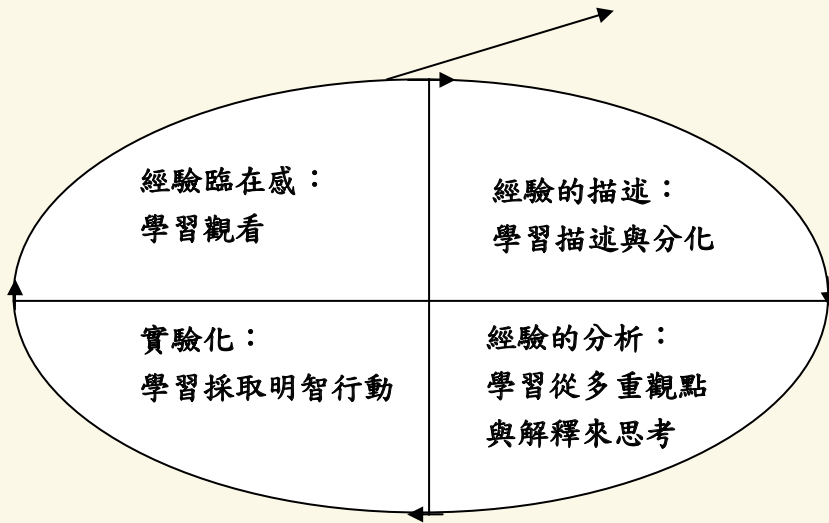 經驗臨在感：
學習觀看
經驗的描述：
學習描述與分化
實驗化：
學習採取明智行動
經驗的分析：
學習從多重觀點
與解釋來思考